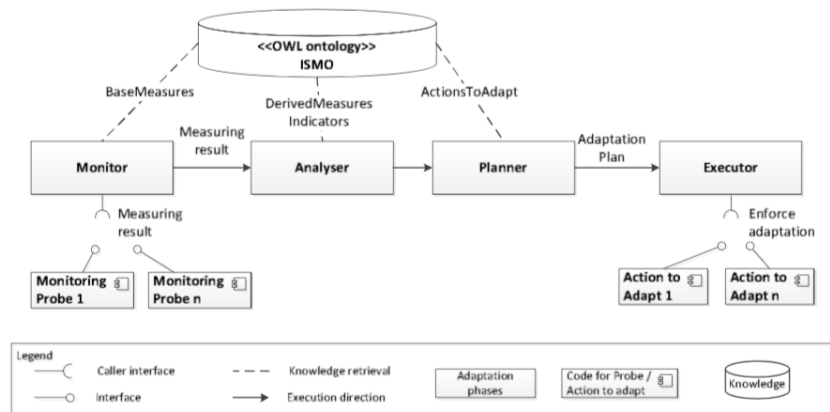 <<OWL ontology>>
ISMO
BaseMeasures
DerivedMeasures
Indicators
ActionsToAdapt
Measuring
result
Adaptation
Plan
Monitor
Analyser
Planner
Executor
Measuring
result
Enforce
adaptation
Monitoring
Probe 1
Monitoring
Probe n
Action to
Adapt 1
Action to
Adapt n
Legend
Caller interface
Knowledge retrieval
Interface
Execution direction
Adaptation
phases
Code for Probe /
Action to adapt
Knowledge